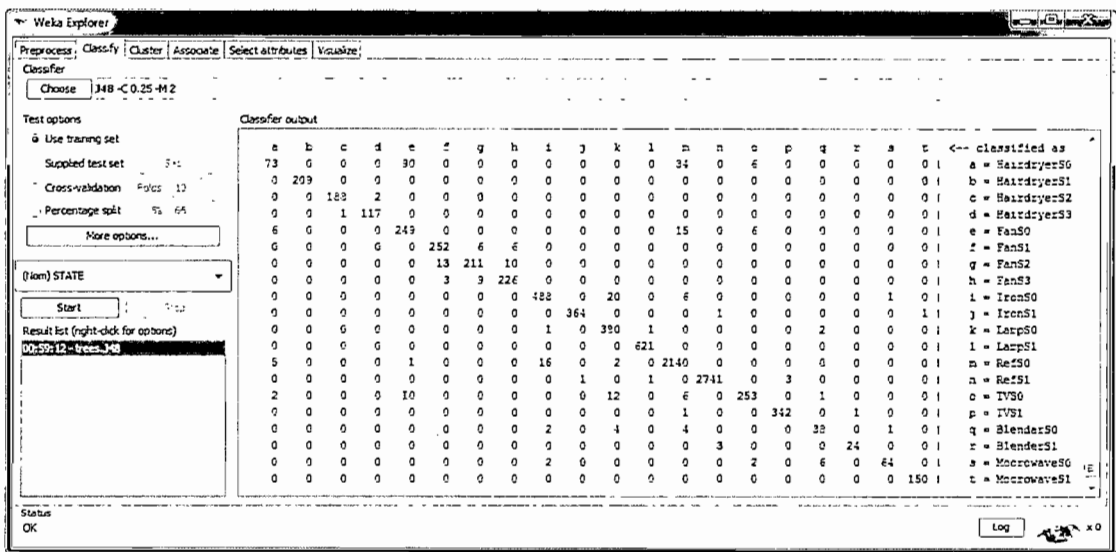 Weka Explorer
Preprocess Classify Cluster Associate Select attributes Visualize
Classifier
Choose J48 -C 0.25 -M 2
Test options
Use training set
Supplied test set
Cross-validation Folds 10
Percentage split % 66
More options...
(Nom) STATE
Start
Result list (right-click for options)
00:59:12 - trees.J48
Classifier output
a b c d e f g h i j k l m n o p q r s t <-- classified as
73 0 0 0 90 0 0 0 0 0 0 0 34 0 6 0 0 0 0 0 | a = HairdryerS0
0 209 0 0 0 0 0 0 0 0 0 0 0 0 0 0 0 0 0 0 | b = HairdryerS1
0 0 188 2 0 0 0 0 0 0 0 0 0 0 0 0 0 0 0 0 | c = HairdryerS2
0 0 1 117 0 0 0 0 0 0 0 0 0 0 0 0 0 0 0 0 | d = HairdryerS3
6 0 0 0 249 0 0 0 0 0 0 0 15 0 6 0 0 0 0 0 | e = FanS0
0 0 0 0 0 252 6 6 0 0 0 0 0 0 0 0 0 0 0 0 | f = FanS1
0 0 0 0 0 13 211 10 0 0 0 0 0 0 0 0 0 0 0 0 | g = FanS2
0 0 0 0 0 3 9 226 0 0 0 0 0 0 0 0 0 0 0 0 | h = FanS3
0 0 0 0 0 0 0 0 488 0 20 0 6 0 0 0 0 0 1 0 | i = IronS0
0 0 0 0 0 0 0 0 0 364 0 0 0 1 0 0 0 0 0 1 | j = IronS1
0 0 0 0 0 0 0 0 1 0 380 1 0 0 0 0 2 0 0 0 | k = LampS0
0 0 0 0 0 0 0 0 0 0 0 621 0 0 0 0 0 0 0 0 | l = LampS1
5 0 0 0 1 0 0 0 16 0 2 0 2140 0 0 0 0 0 0 0 | m = RefS0
0 0 0 0 0 0 0 0 0 1 0 1 0 2741 0 3 0 0 0 0 | n = RefS1
2 0 0 0 10 0 0 0 0 0 12 0 6 0 253 0 1 0 0 0 | o = TVS0
0 0 0 0 0 0 0 0 0 0 0 0 1 0 0 342 0 1 0 0 | p = TVS1
0 0 0 0 0 0 0 0 2 0 4 0 4 0 0 0 38 0 1 0 | q = BlenderS0
0 0 0 0 0 0 0 0 0 0 0 0 0 3 0 0 0 24 0 0 | r = BlenderS1
0 0 0 0 0 0 0 0 2 0 0 0 0 0 2 0 6 0 64 0 | s = MocrowaveS0
0 0 0 0 0 0 0 0 0 0 0 0 0 0 0 0 0 0 0 150 | t = MocrowaveS1
Status
OK
Log
x 0